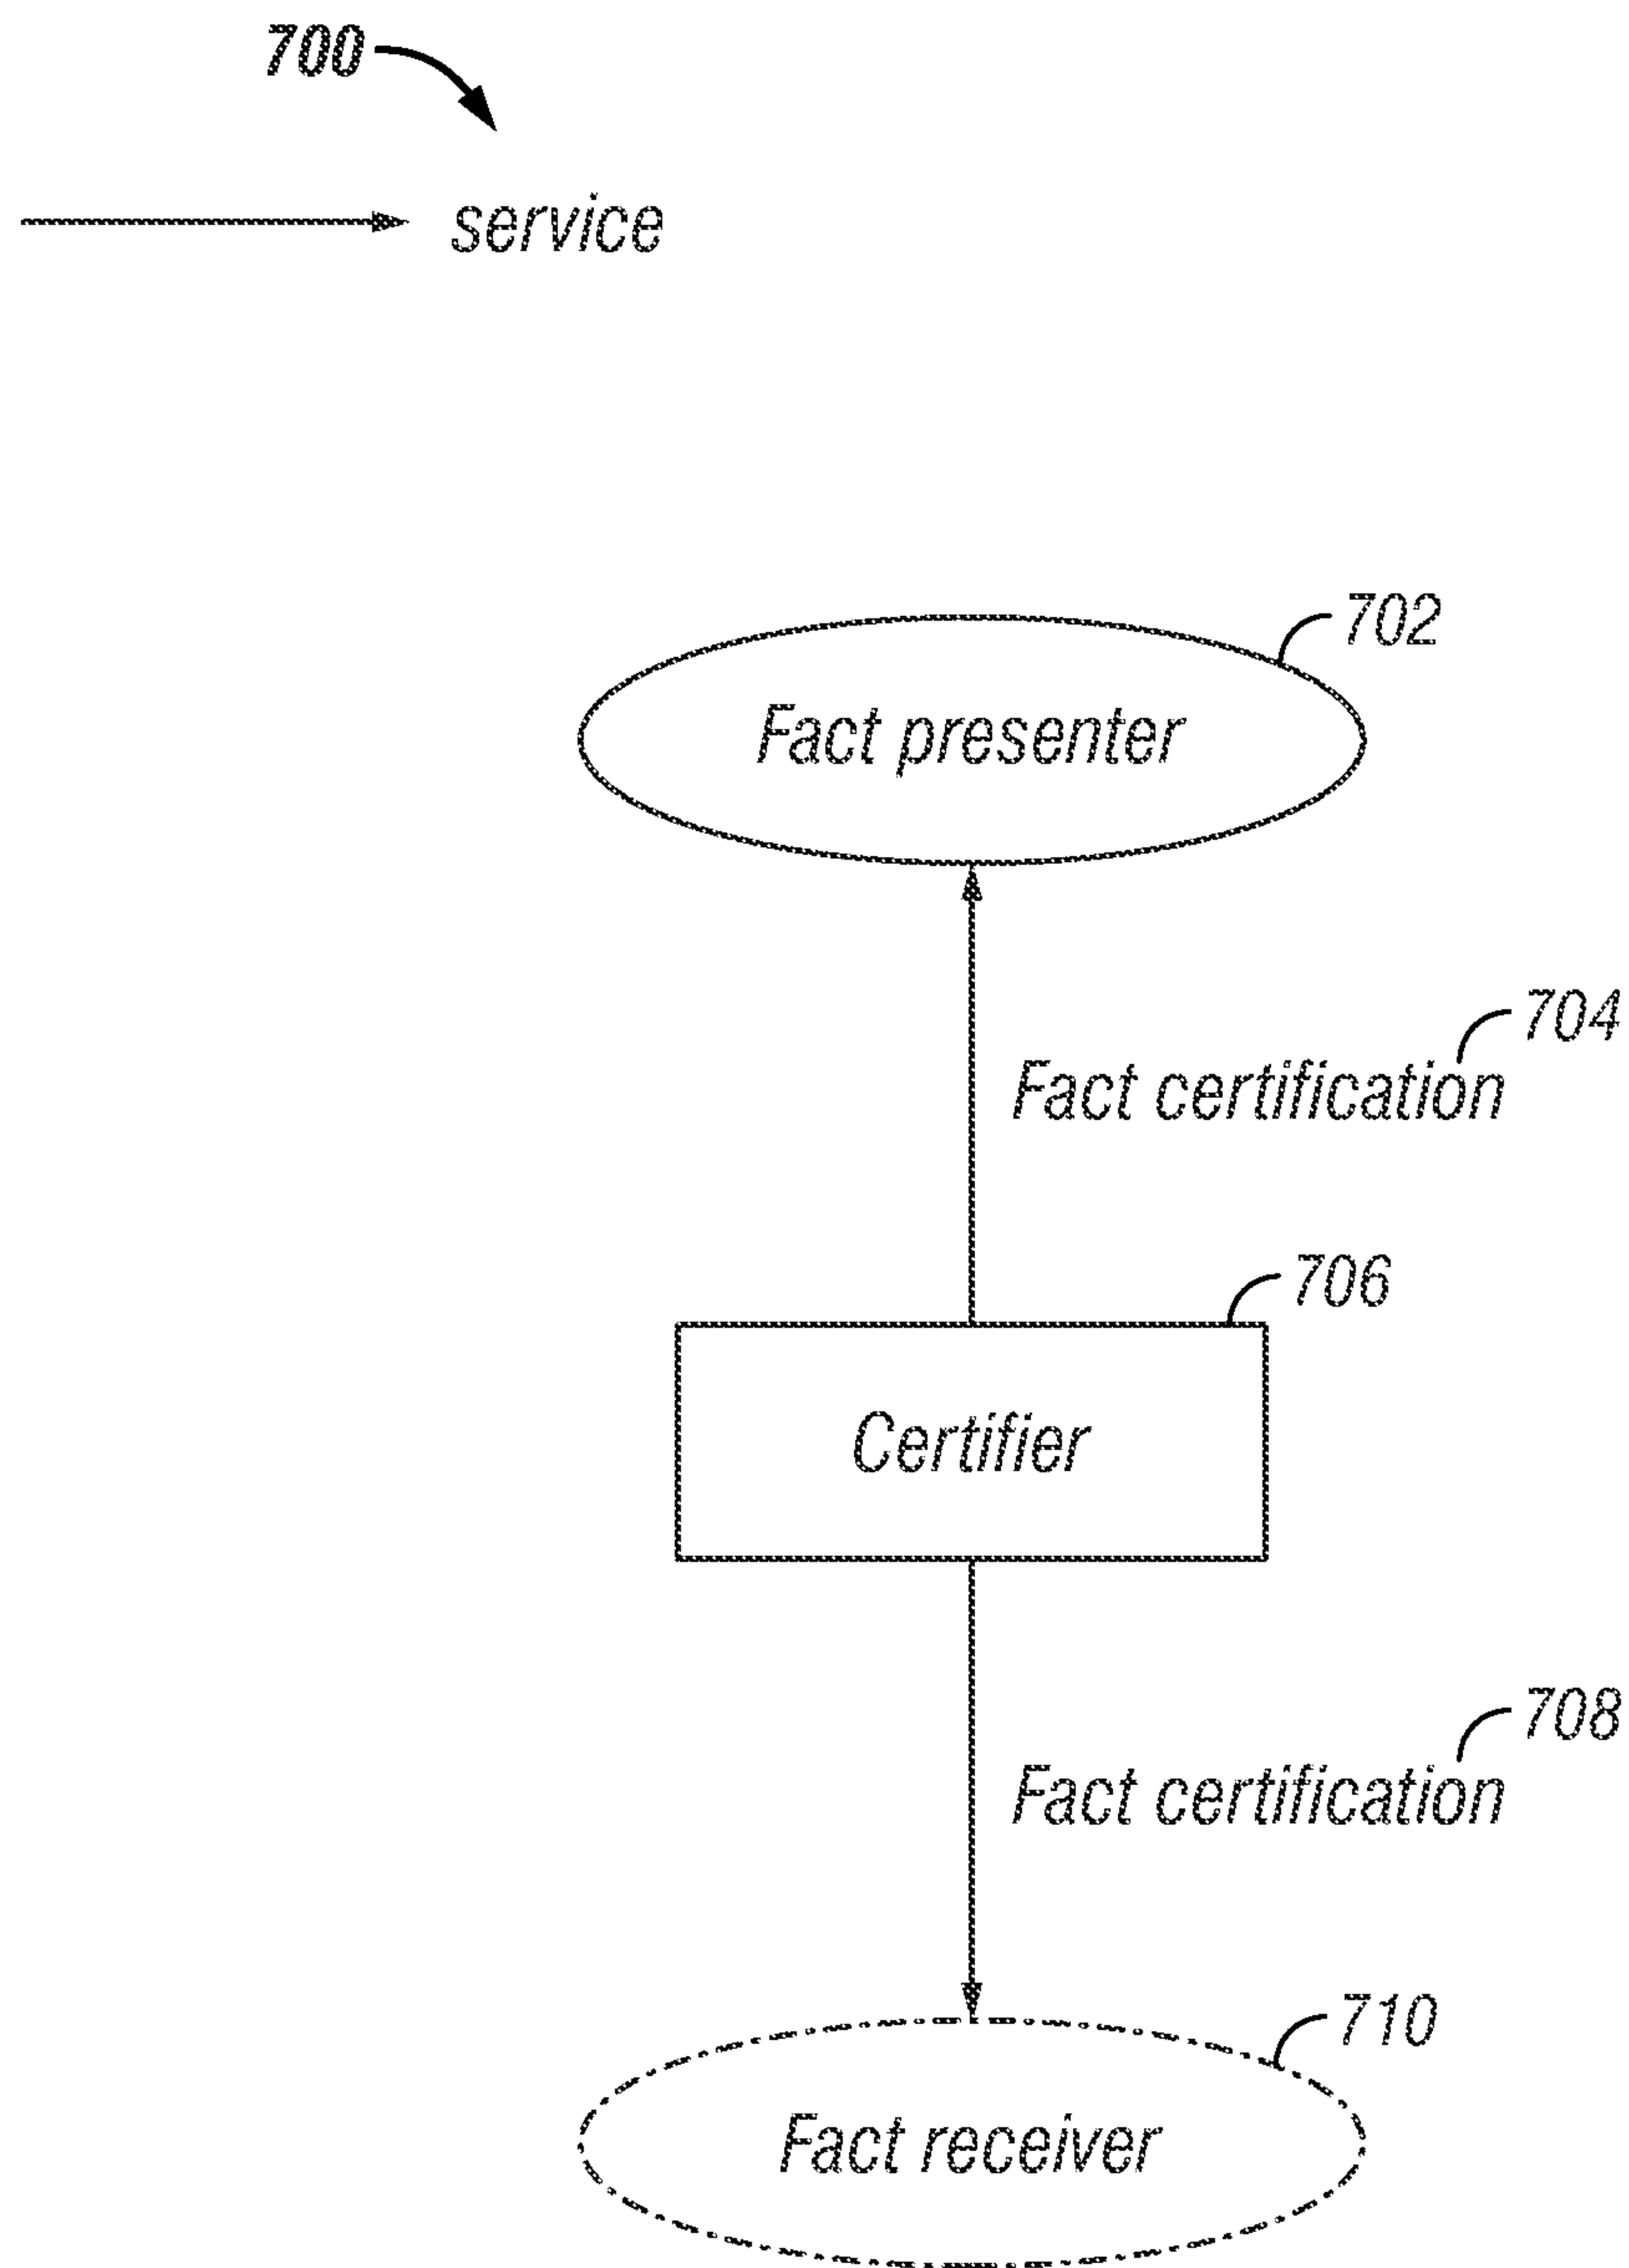 700
service
702
Fact presenter
704
Fact certification
706
Certifier
708
Fact certification
710
Fact receiver